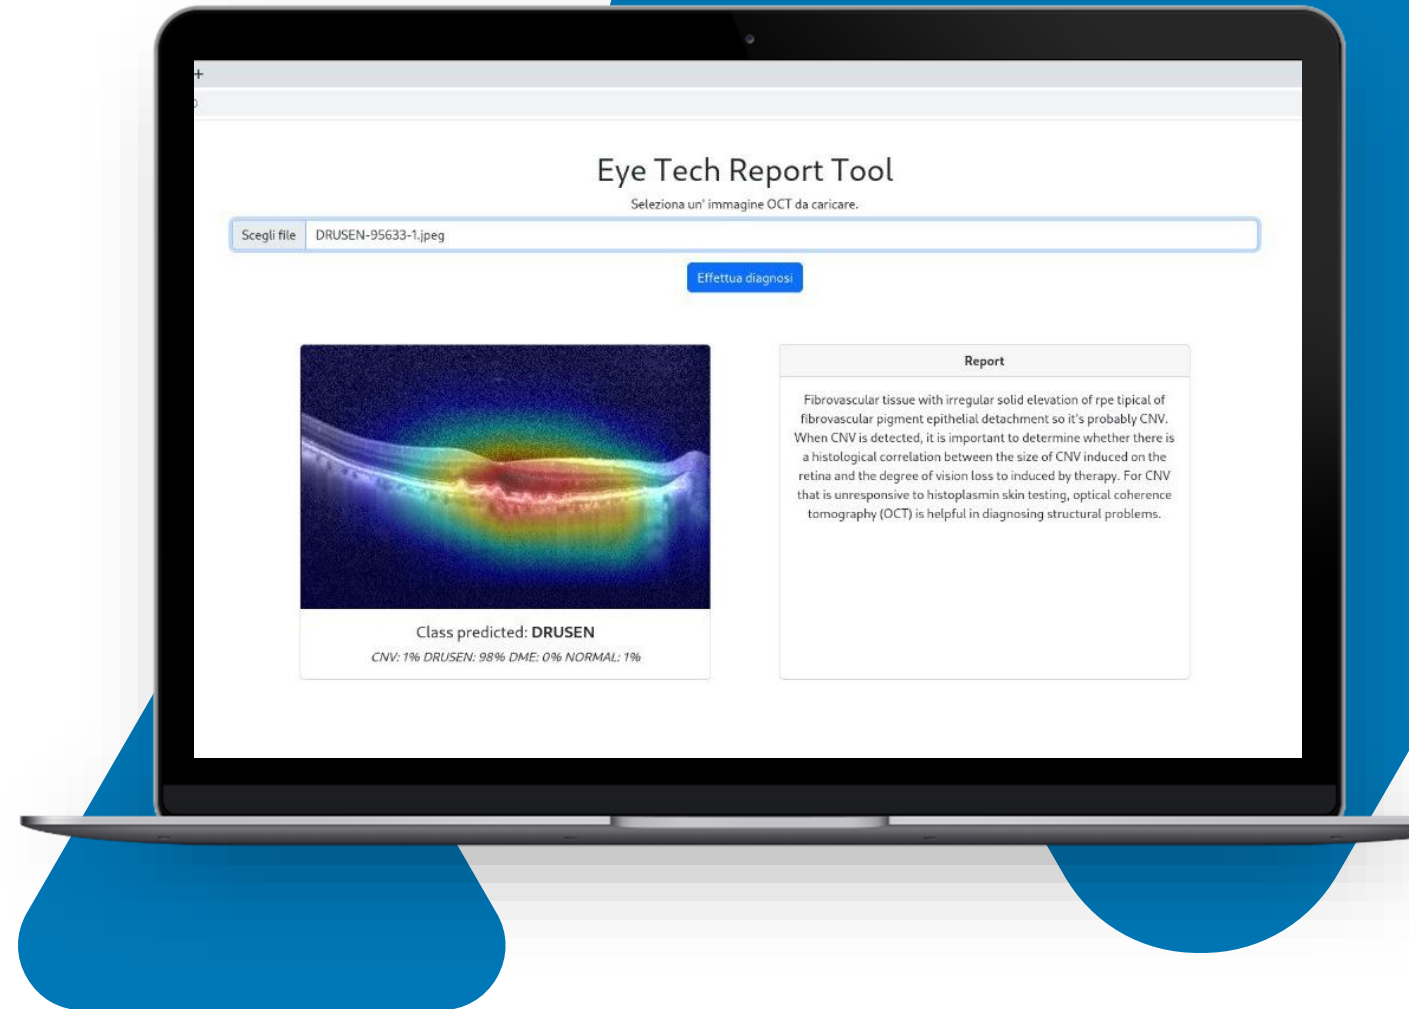 +
Eye Tech Report Tool
Seleziona un' immagine OCT da caricare.
Scegli file DRUSEN-95633-1.jpeg
Effettua diagnosi
Report
Fibrovascular tissue with irregular solid elevation of rpe tipical of
fibrovascular pigment epithelial detachment so it's probably CNV.
When CNV is detected, it is important to determine whether there is
a histological correlation between the size of CNV induced on the
retina and the degree of vision loss to induced by therapy. For CNV
that is unresponsive to histoplasmin skin testing, optical coherence
tomography (OCT) is helpful in diagnosing structural problems.
Class predicted: DRUSEN
CNV: 1% DRUSEN: 98% DME: 0% NORMAL: 1%